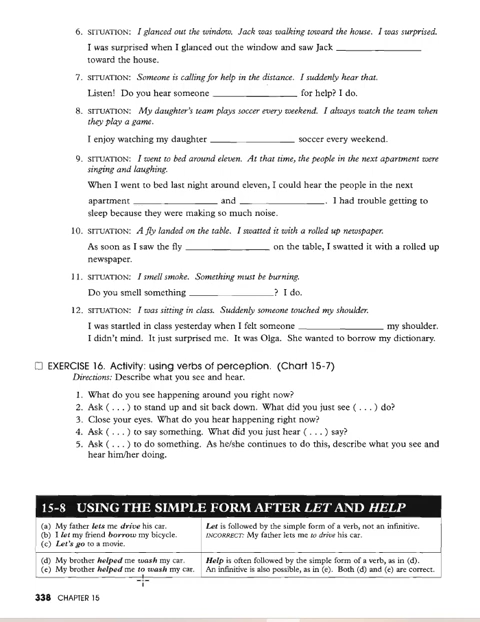 6. SITUATION: I glanced out the window. Jack was walking toward the house. I was surprised.
I was surprised when I glanced out the window and saw Jack ____________
toward the house.
7. SITUATION: Someone is calling for help in the distance. I suddenly hear that.
Listen! Do you hear someone ____________ for help? I do.
8. SITUATION: My daughter's team plays soccer every weekend. I always watch the team when
they play a game.
I enjoy watching my daughter ____________ soccer every weekend.
9. SITUATION: I went to bed around eleven. At that time, the people in the next apartment were
singing and laughing.
When I went to bed last night around eleven, I could hear the people in the next
apartment ____________ and ____________. I had trouble getting to
sleep because they were making so much noise.
10. SITUATION: A fly landed on the table. I swatted it with a rolled up newspaper.
As soon as I saw the fly ____________ on the table, I swatted it with a rolled up
newspaper.
11. SITUATION: I smell smoke. Something must be burning.
Do you smell something ____________? I do.
12. SITUATION: I was sitting in class. Suddenly someone touched my shoulder.
I was startled in class yesterday when I felt someone ____________ my shoulder.
I didn't mind. It just surprised me. It was Olga. She wanted to borrow my dictionary.
□ EXERCISE 16. Activity: using verbs of perception. (Chart 15-7)
Directions: Describe what you see and hear.
1. What do you see happening around you right now?
2. Ask ( . . . ) to stand up and sit back down. What did you just see ( . . . ) do?
3. Close your eyes. What do you hear happening right now?
4. Ask ( . . . ) to say something. What did you just hear ( . . . ) say?
5. Ask ( . . . ) to do something. As he/she continues to do this, describe what you see and
hear him/her doing.
15-8 USING THE SIMPLE FORM AFTER LET AND HELP
(a) My father lets me drive his car.
(b) I let my friend borrow my bicycle.
(c) Let's go to a movie.
Let is followed by the simple form of a verb, not an infinitive.
INCORRECT: My father lets me to drive his car.
(d) My brother helped me wash my car.
(e) My brother helped me to wash my car.
Help is often followed by the simple form of a verb, as in (d).
An infinitive is also possible, as in (e). Both (d) and (e) are correct.
338 CHAPTER 15